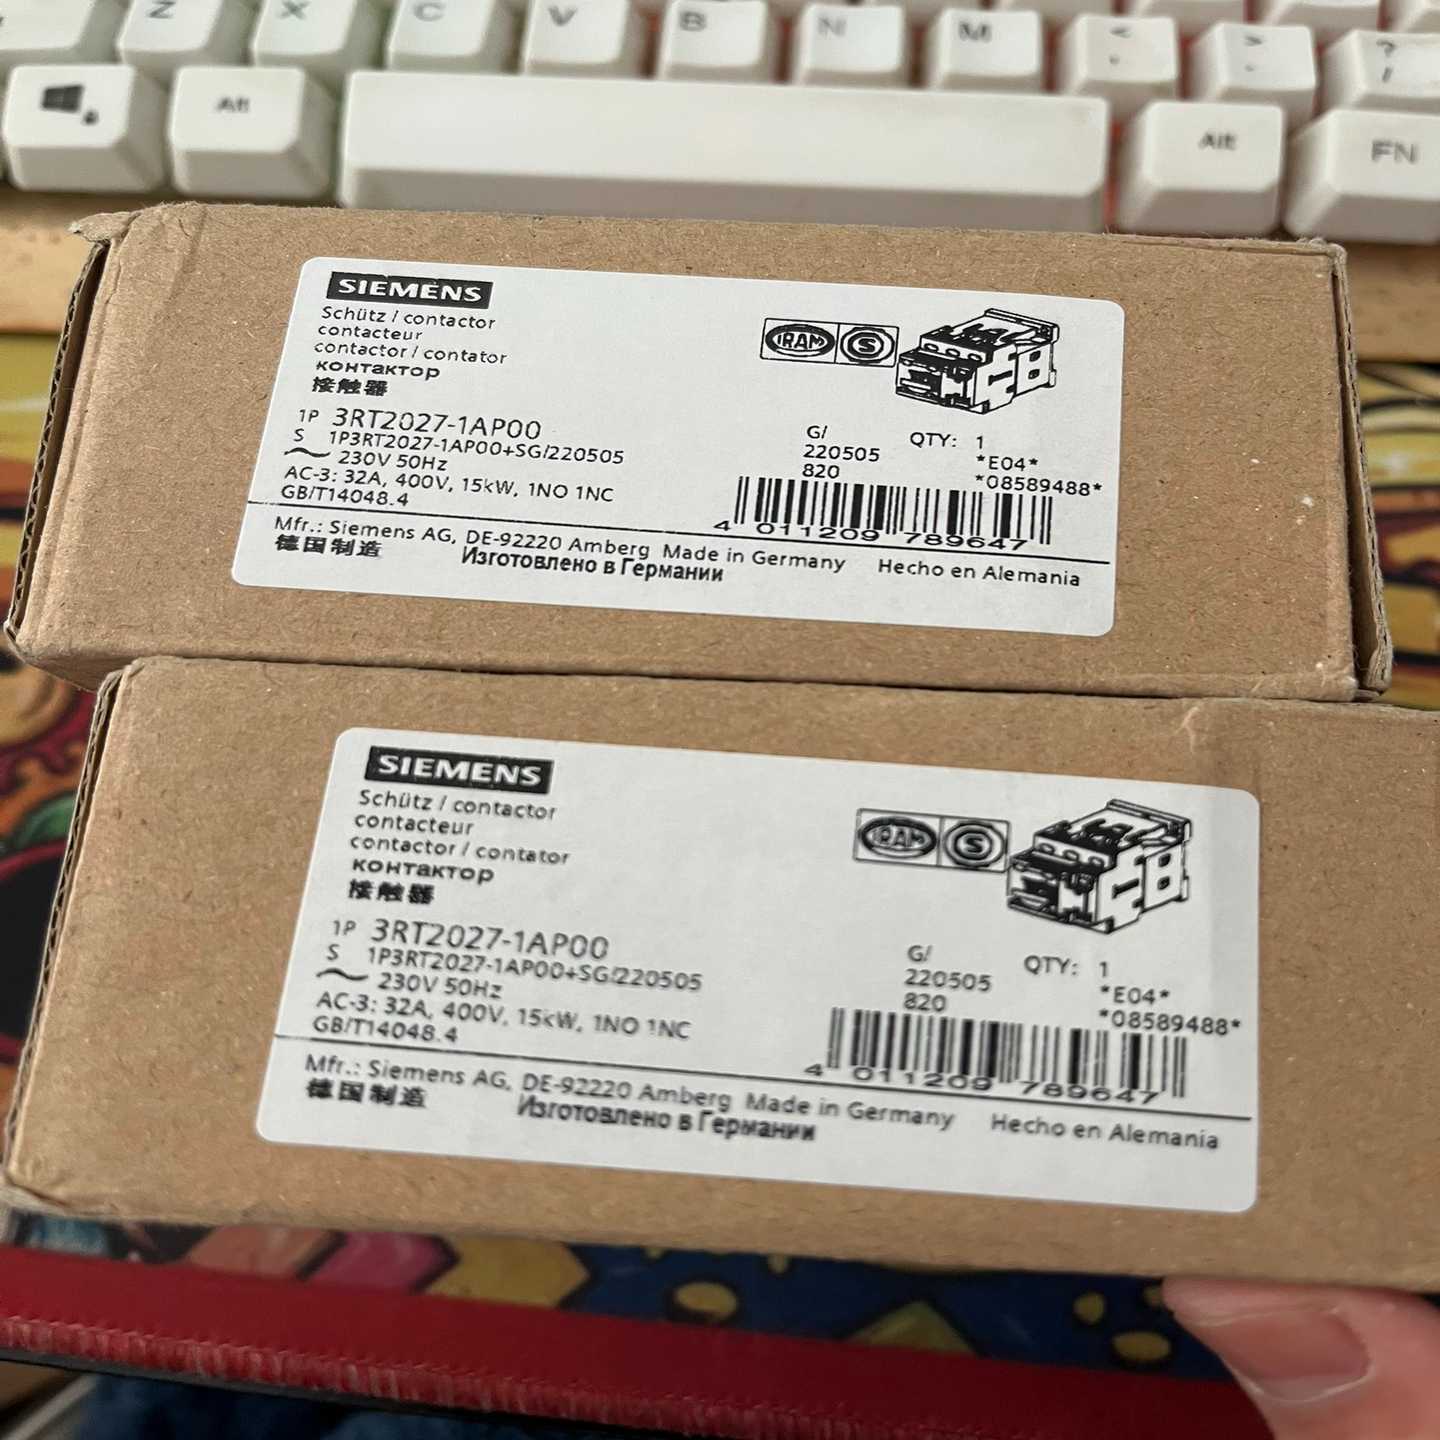 Z X C V B N M < , > . ? /
Alt Alt FN
SIEMENS
Schütz / contactor
contacteur
contactor / contator
контактор
接触器
IRAM S
1P 3RT2027-1AP00
S 1P3RT2027-1AP00+SG/220505
230V 50Hz
AC-3: 32A, 400V, 15kW, 1NO 1NC
GB/T14048.4
G/
220505
820
QTY: 1
*E04*
*08589488*
4 011209 789647
Mfr.: Siemens AG, DE-92220 Amberg Made in Germany Hecho en Alemania
德国制造 Изготовлено в Германии
SIEMENS
Schütz / contactor
contacteur
contactor / contator
контактор
接触器
IRAM S
1P 3RT2027-1AP00
S 1P3RT2027-1AP00+SG/220505
230V 50Hz
AC-3: 32A, 400V, 15kW, 1NO 1NC
GB/T14048.4
G/
220505
820
QTY: 1
*E04*
*08589488*
4 011209 789647
Mfr.: Siemens AG, DE-92220 Amberg Made in Germany Hecho en Alemania
德国制造 Изготовлено в Германии